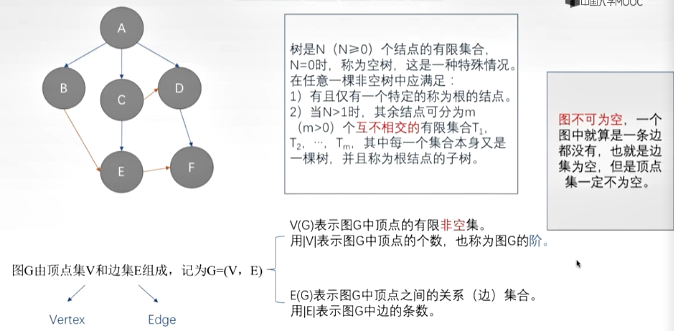 中国大学MOOC
A
B
C
D
E
F
树是N（N≥0）个结点的有限集合，
N=0时，称为空树，这是一种特殊情况。
在任意一棵非空树中应满足：
1）有且仅有一个特定的称为根的结点。
2）当N>1时，其余结点可分为m
（m>0）个互不相交的有限集合T₁，
T₂，…，Tₘ，其中每一个集合本身又是
一棵树，并且称为根结点的子树。
图不可为空，一个
图中就算是一条边
都没有，也就是边
集为空，但是顶点
集一定不为空。
V(G)表示图G中顶点的有限非空集。
用|V|表示图G中顶点的个数，也称为图G的阶。
图G由顶点集V和边集E组成，记为G=(V，E)
E(G)表示图G中顶点之间的关系（边）集合。
用|E|表示图G中边的条数。
Vertex
Edge